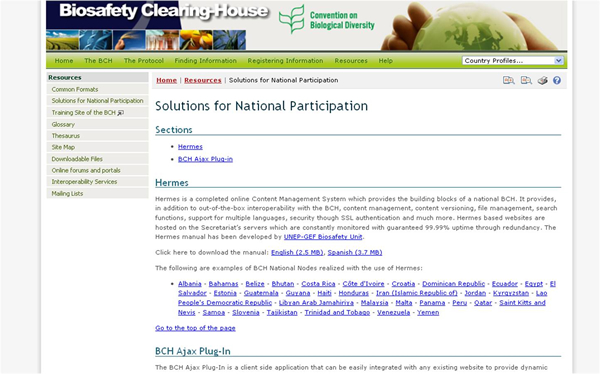 Biosafety Clearing-House
Convention on
Biological Diversity
Home The BCH The Protocol Finding Information Registering Information Resources Help Country Profiles...
Resources
Common Formats
Solutions for National Participation
Training Site of the BCH
Glossary
Thesaurus
Site Map
Downloadable Files
Online forums and portals
Interoperability Services
Mailing Lists
Home | Resources | Solutions for National Participation
Solutions for National Participation
Sections
Hermes
BCH Ajax Plug-in
Hermes
Hermes is a completed online Content Management System which provides the building blocks of a national BCH. It provides,
in addition to out-of-the-box interoperability with the BCH, content management, content versioning, file management, search
functions, support for multiple languages, security though SSL authentication and much more. Hermes based websites are
hosted on the Secretariat's servers which are constantly monitored with guaranteed 99.99% uptime through redundancy. The
Hermes manual has been developed by UNEP-GEF Biosafety Unit.
Click here to download the manual: English (2.5 MB), Spanish (3.7 MB)
The following are examples of BCH National Nodes realized with the use of Hermes:
Albania - Bahamas - Belize - Bhutan - Costa Rica - Côte d'Ivoire - Croatia - Dominican Republic - Ecuador - Egypt - El
Salvador - Estonia - Guatemala - Guyana - Haiti - Honduras - Iran (Islamic Republic of) - Jordan - Kyrgyzstan - Lao
People's Democratic Republic - Libyan Arab Jamahiriya - Malaysia - Malta - Panama - Peru - Qatar - Saint Kitts and
Nevis - Samoa - Slovenia - Tajikistan - Trinidad and Tobago - Venezuela - Yemen
Go to the top of the page
BCH Ajax Plug-In
The BCH Ajax Plug-In is a client side application that can be easily integrated with any existing website to provide dynamic